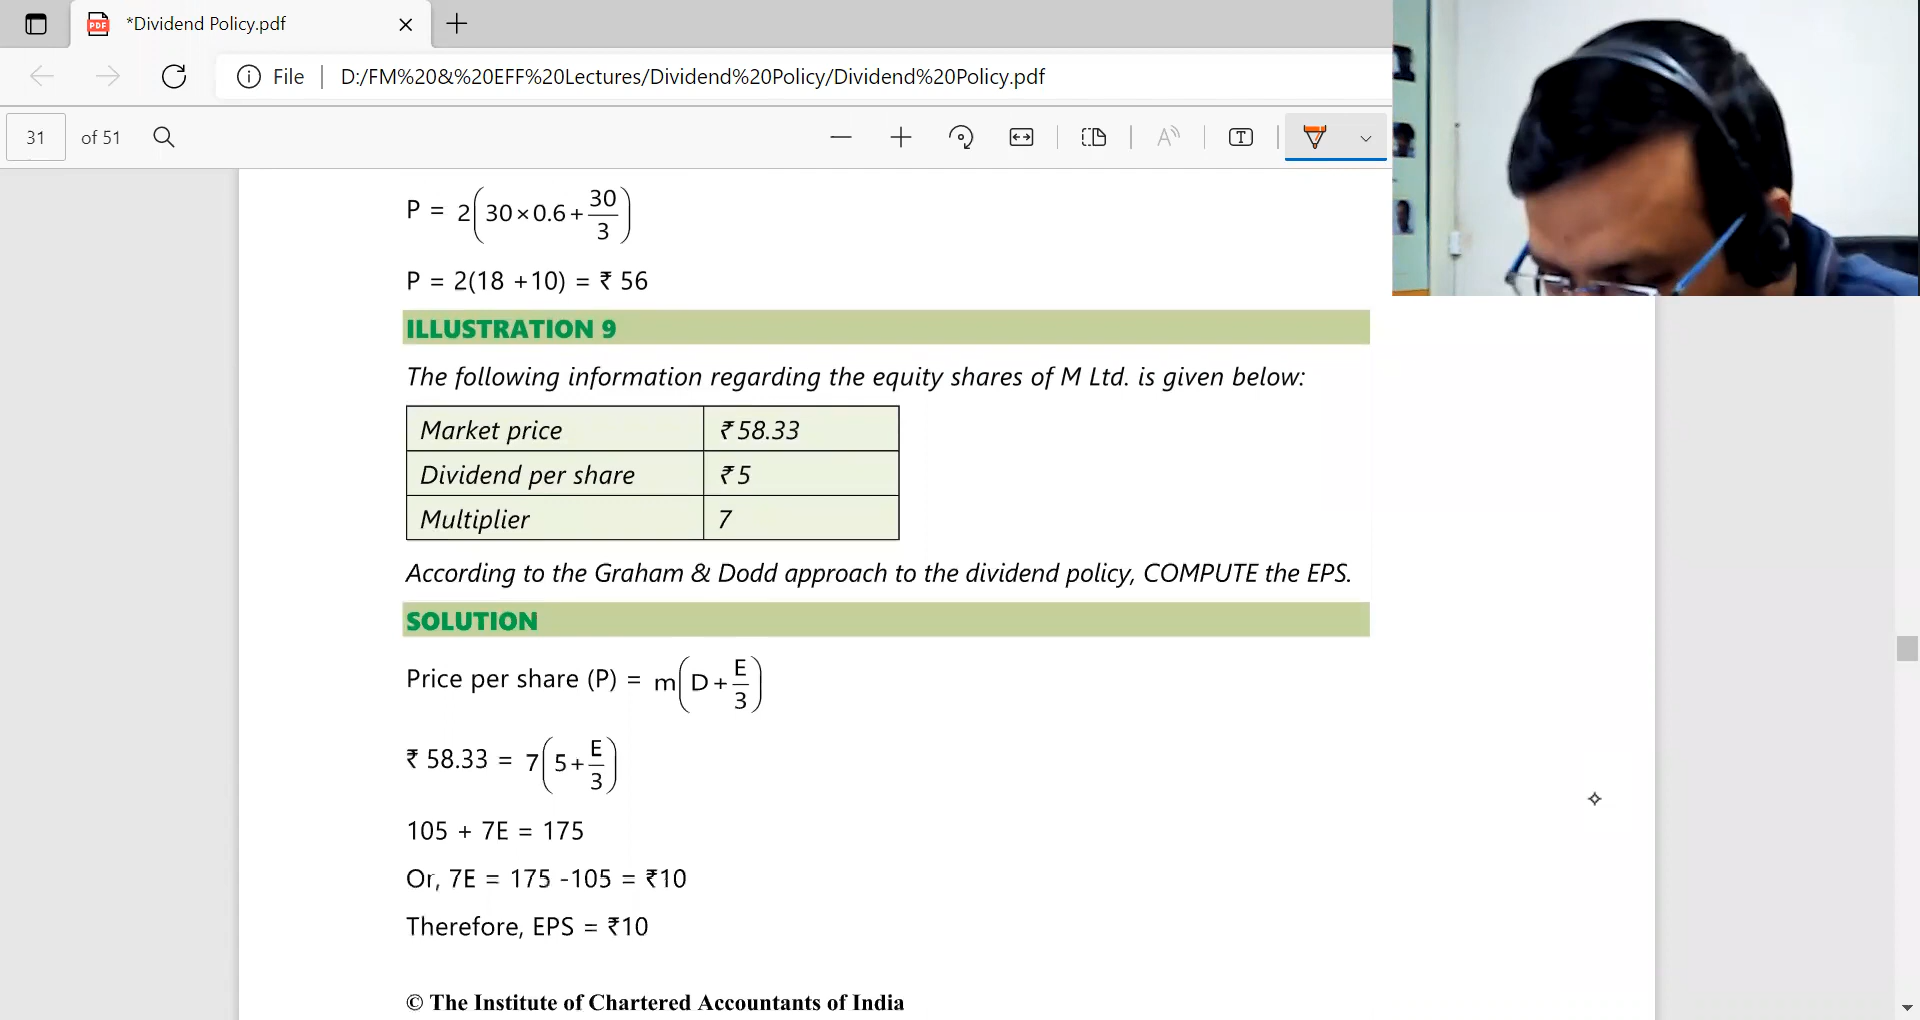 *Dividend Policy.pdf
File | D:/FM%20&%20EFF%20Lectures/Dividend%20Policy/Dividend%20Policy.pdf
31 of 51
P = 2(30×0.6+30/3)
P = 2(18 +10) = ₹ 56
ILLUSTRATION 9
The following information regarding the equity shares of M Ltd. is given below:
Market price ₹ 58.33
Dividend per share ₹ 5
Multiplier 7
According to the Graham & Dodd approach to the dividend policy, COMPUTE the EPS.
SOLUTION
Price per share (P) = m(D+E/3)
₹ 58.33 = 7(5+E/3)
105 + 7E = 175
Or, 7E = 175 -105 = ₹10
Therefore, EPS = ₹10
© The Institute of Chartered Accountants of India